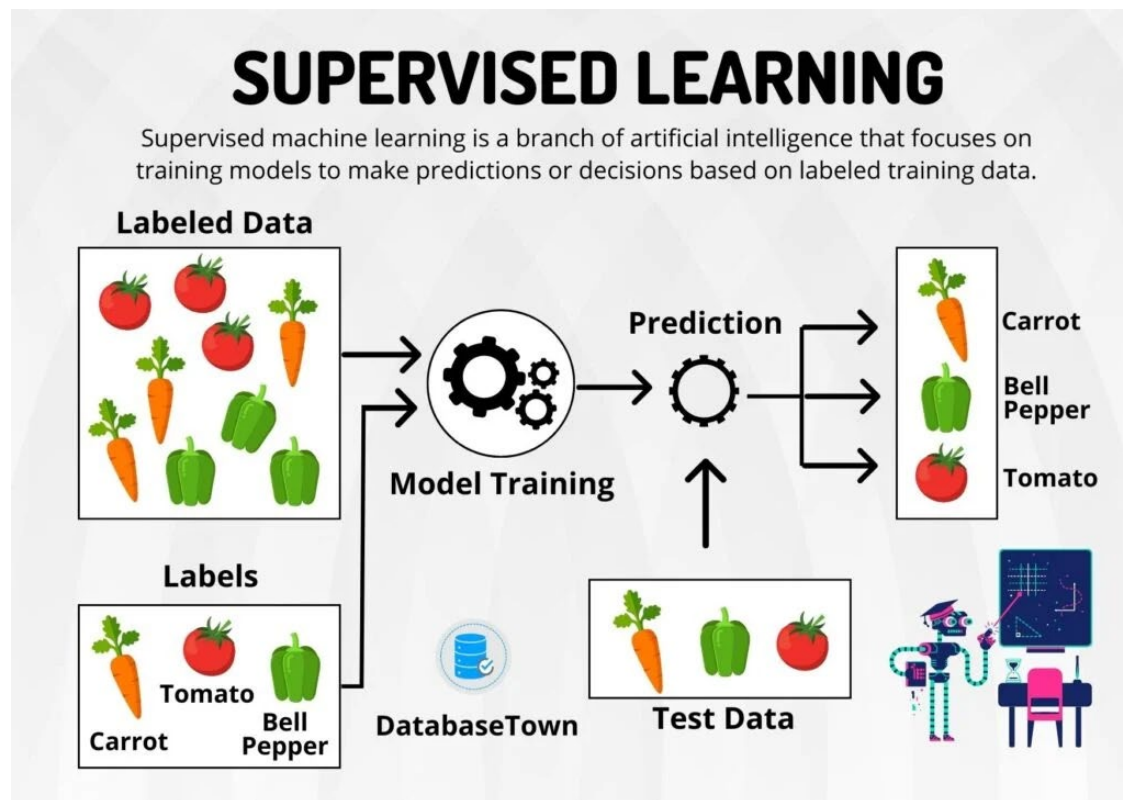 SUPERVISED LEARNING
Supervised machine learning is a branch of artificial intelligence that focuses on
training models to make predictions or decisions based on labeled training data.
Labeled Data
Prediction
Carrot
Bell
Pepper
Tomato
Model Training
Labels
Tomato
Carrot
Bell
Pepper
DatabaseTown
Test Data